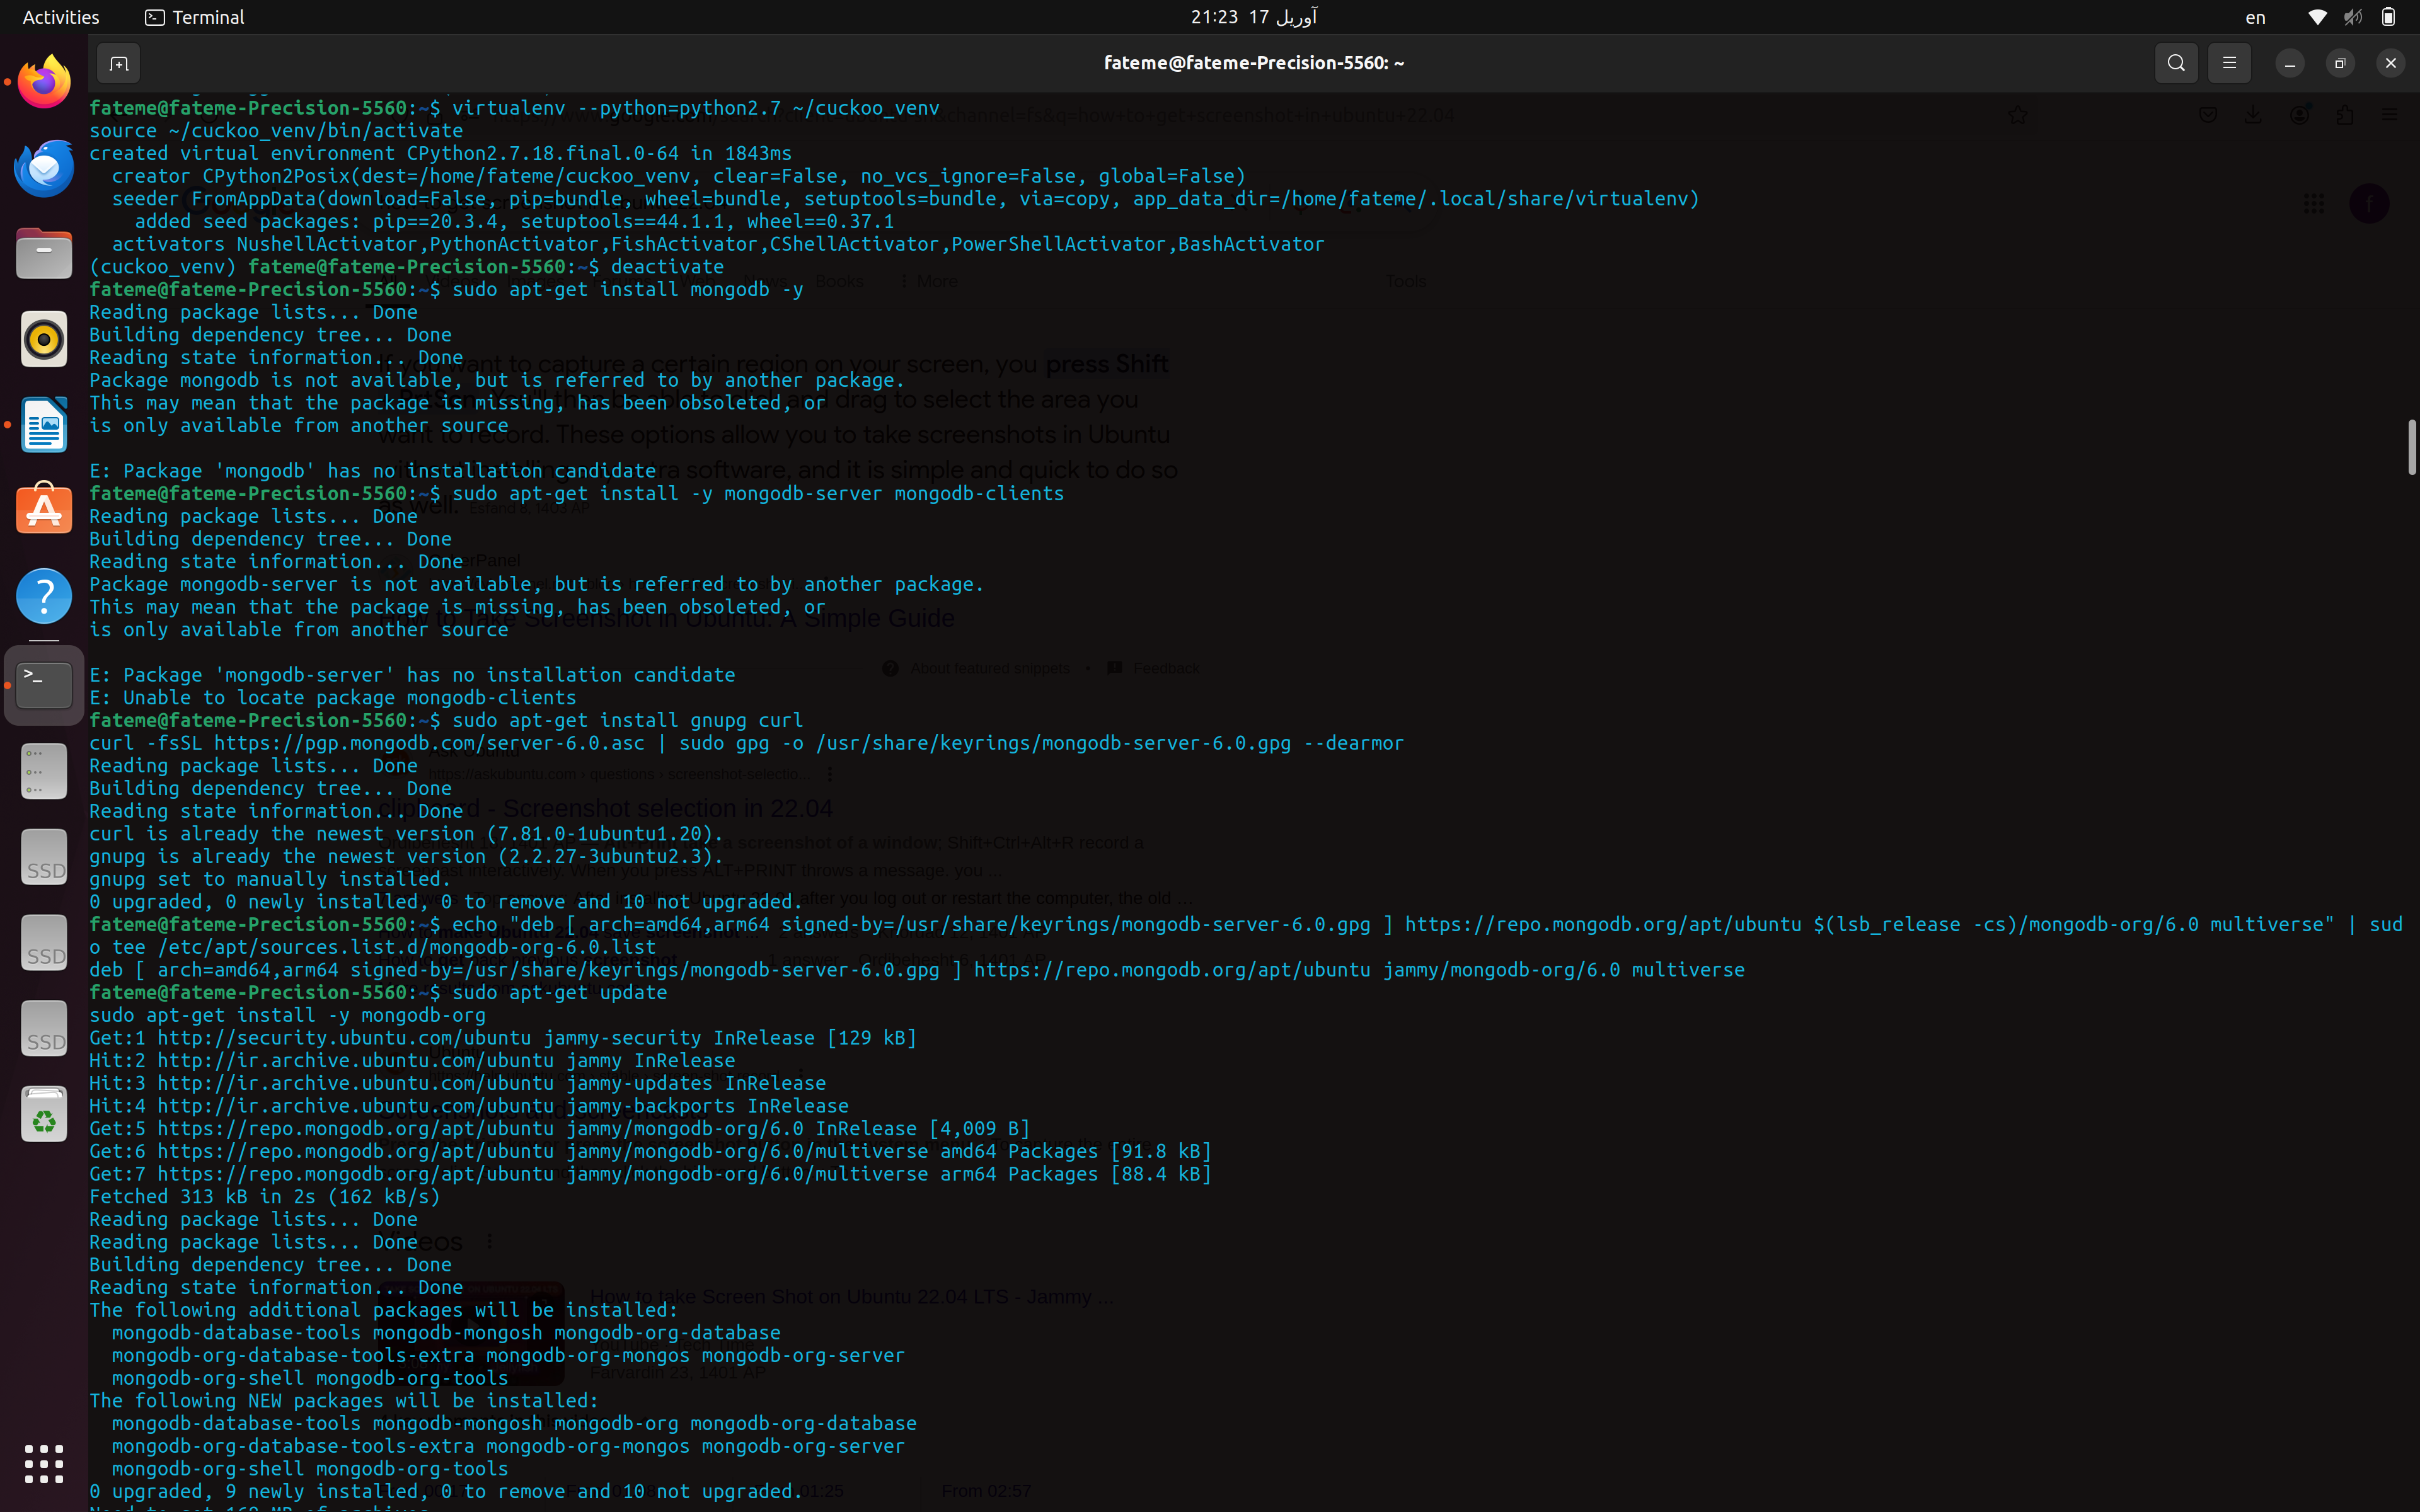 Activities
Terminal
21:23 آوریل 17
en
fateme@fateme-Precision-5560: ~
fateme@fateme-Precision-5560:~$ virtualenv --python=python2.7 ~/cuckoo_venv
source ~/cuckoo_venv/bin/activate
created virtual environment CPython2.7.18.final.0-64 in 1843ms
  creator CPython2Posix(dest=/home/fateme/cuckoo_venv, clear=False, no_vcs_ignore=False, global=False)
  seeder FromAppData(download=False, pip=bundle, wheel=bundle, setuptools=bundle, via=copy, app_data_dir=/home/fateme/.local/share/virtualenv)
    added seed packages: pip==20.3.4, setuptools==44.1.1, wheel==0.37.1
  activators NushellActivator,PythonActivator,FishActivator,CShellActivator,PowerShellActivator,BashActivator
(cuckoo_venv) fateme@fateme-Precision-5560:~$ deactivate
fateme@fateme-Precision-5560:~$ sudo apt-get install mongodb -y
Reading package lists... Done
Building dependency tree... Done
Reading state information... Done
Package mongodb is not available, but is referred to by another package.
This may mean that the package is missing, has been obsoleted, or
is only available from another source
E: Package 'mongodb' has no installation candidate
fateme@fateme-Precision-5560:~$ sudo apt-get install -y mongodb-server mongodb-clients
Reading package lists... Done
Building dependency tree... Done
Reading state information... Done
Package mongodb-server is not available, but is referred to by another package.
This may mean that the package is missing, has been obsoleted, or
is only available from another source
E: Package 'mongodb-server' has no installation candidate
E: Unable to locate package mongodb-clients
fateme@fateme-Precision-5560:~$ sudo apt-get install gnupg curl
curl -fsSL https://pgp.mongodb.com/server-6.0.asc | sudo gpg -o /usr/share/keyrings/mongodb-server-6.0.gpg --dearmor
Reading package lists... Done
Building dependency tree... Done
Reading state information... Done
curl is already the newest version (7.81.0-1ubuntu1.20).
gnupg is already the newest version (2.2.27-3ubuntu2.3).
gnupg set to manually installed.
0 upgraded, 0 newly installed, 0 to remove and 10 not upgraded.
fateme@fateme-Precision-5560:~$ echo "deb [ arch=amd64,arm64 signed-by=/usr/share/keyrings/mongodb-server-6.0.gpg ] https://repo.mongodb.org/apt/ubuntu $(lsb_release -cs)/mongodb-org/6.0 multiverse" | sud
o tee /etc/apt/sources.list.d/mongodb-org-6.0.list
deb [ arch=amd64,arm64 signed-by=/usr/share/keyrings/mongodb-server-6.0.gpg ] https://repo.mongodb.org/apt/ubuntu jammy/mongodb-org/6.0 multiverse
fateme@fateme-Precision-5560:~$ sudo apt-get update
sudo apt-get install -y mongodb-org
Get:1 http://security.ubuntu.com/ubuntu jammy-security InRelease [129 kB]
Hit:2 http://ir.archive.ubuntu.com/ubuntu jammy InRelease
Hit:3 http://ir.archive.ubuntu.com/ubuntu jammy-updates InRelease
Hit:4 http://ir.archive.ubuntu.com/ubuntu jammy-backports InRelease
Get:5 https://repo.mongodb.org/apt/ubuntu jammy/mongodb-org/6.0 InRelease [4,009 B]
Get:6 https://repo.mongodb.org/apt/ubuntu jammy/mongodb-org/6.0/multiverse amd64 Packages [91.8 kB]
Get:7 https://repo.mongodb.org/apt/ubuntu jammy/mongodb-org/6.0/multiverse arm64 Packages [88.4 kB]
Fetched 313 kB in 2s (162 kB/s)
Reading package lists... Done
Reading package lists... Done
Building dependency tree... Done
Reading state information... Done
The following additional packages will be installed:
  mongodb-database-tools mongodb-mongosh mongodb-org-database
  mongodb-org-database-tools-extra mongodb-org-mongos mongodb-org-server
  mongodb-org-shell mongodb-org-tools
The following NEW packages will be installed:
  mongodb-database-tools mongodb-mongosh mongodb-org mongodb-org-database
  mongodb-org-database-tools-extra mongodb-org-mongos mongodb-org-server
  mongodb-org-shell mongodb-org-tools
0 upgraded, 9 newly installed, 0 to remove and 10 not upgraded.
SSD
SSD
SSD